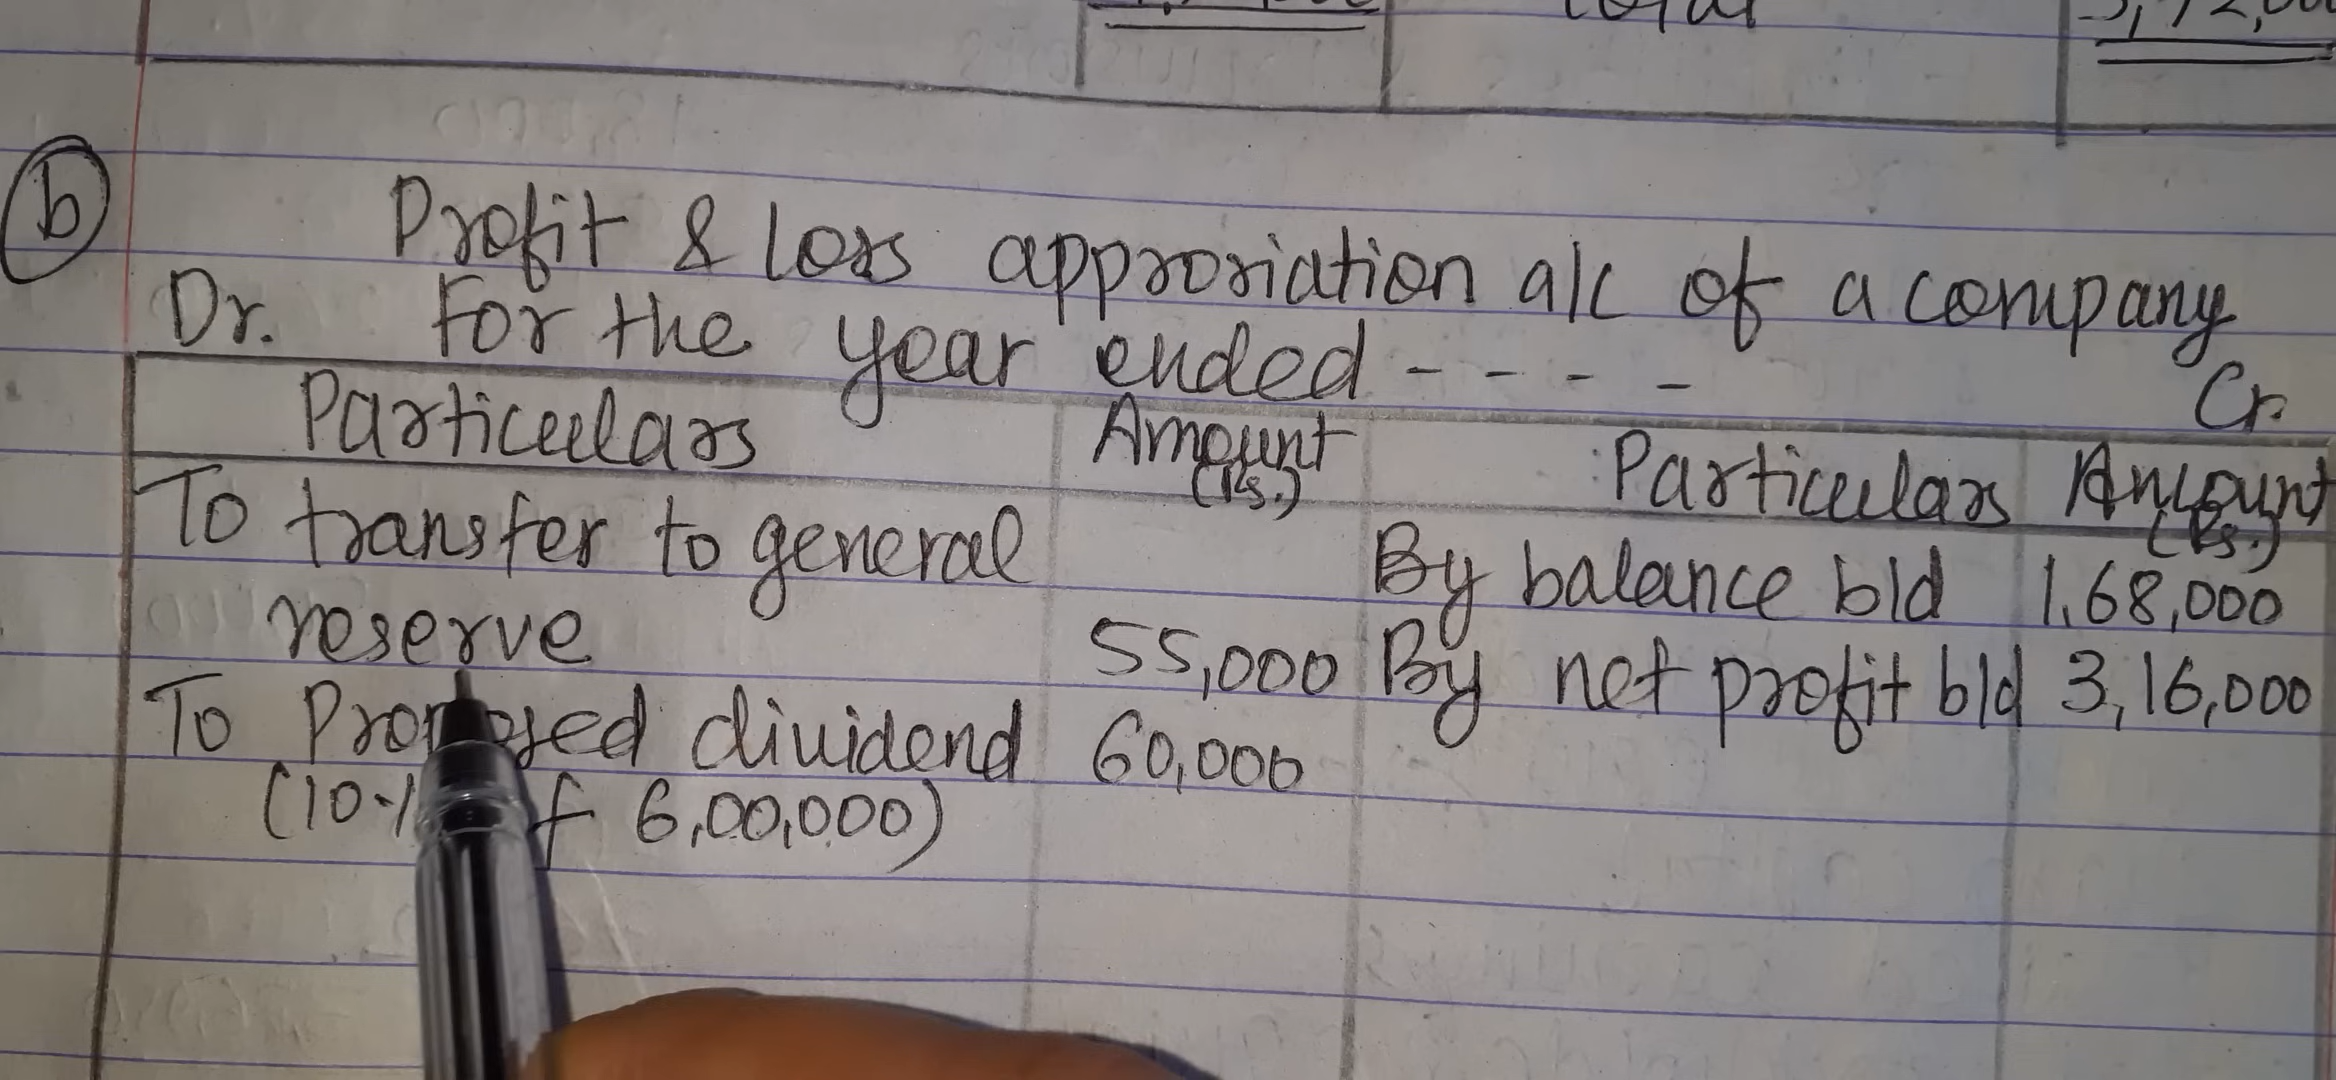 total
b
Profit & loss approriation a/c of a company
Dr. For the year ended - - - - Cr.
Particulars Amount (Rs.) Particulars Amount (Rs.)
To transfer to general By balance b/d 1,68,000
reserve 55,000 By net profit b/d 3,16,000
To dividend 60,000
(10% of 6,00,000)